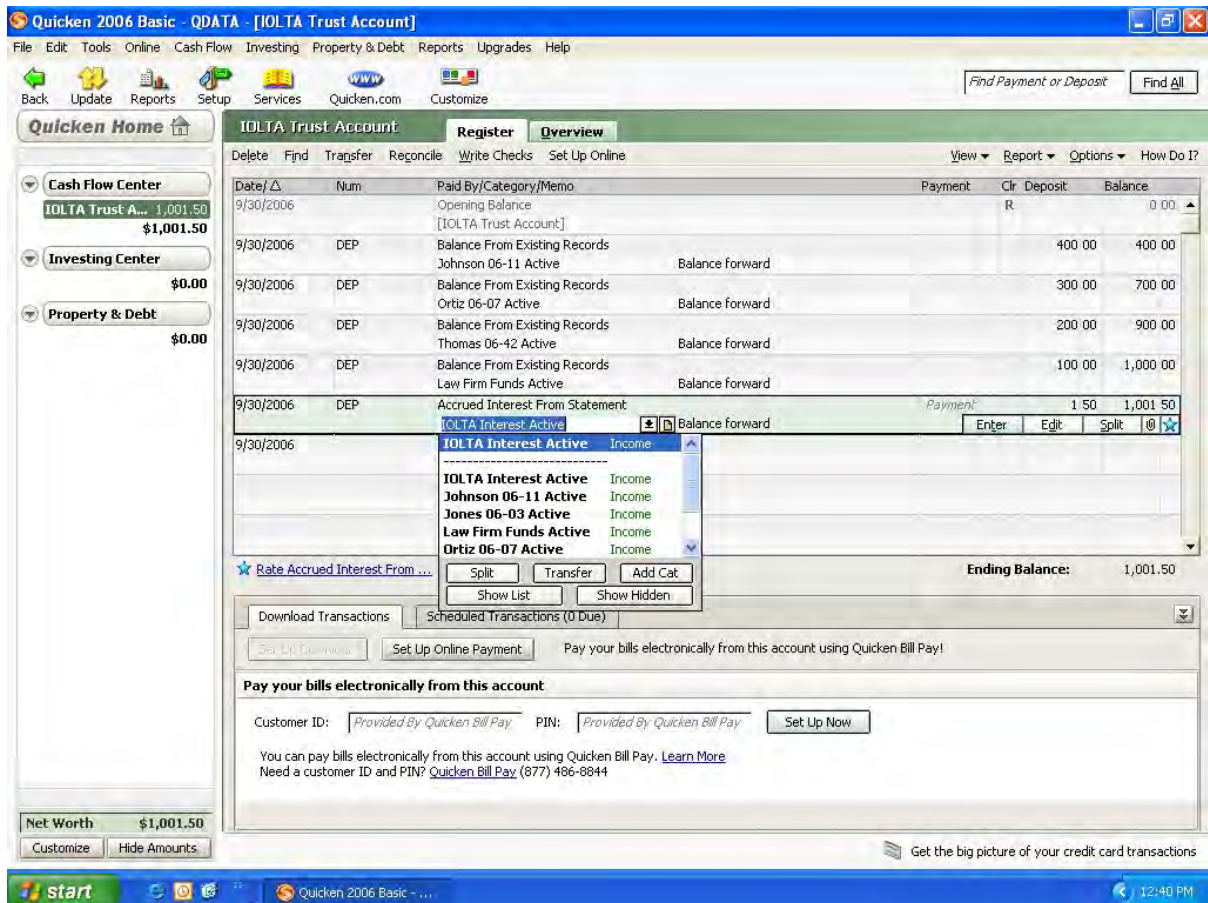 Quicken 2006 Basic - QDATA - [IOLTA Trust Account]
File Edit Tools Online Cash Flow Investing Property & Debt Reports Upgrades Help
Back Update Reports Setup Services Quicken.com Customize
Find Payment or Deposit Find All
Quicken Home
IOLTA Trust Account Register Overview
Delete Find Transfer Reconcile Write Checks Set Up Online View Report Options How Do I?
Cash Flow Center
IOLTA Trust A... 1,001.50
$1,001.50
Investing Center
$0.00
Property & Debt
$0.00
Date/ Num Paid By/Category/Memo Payment Clr Deposit Balance
9/30/2006 Opening Balance R 0 00
[IOLTA Trust Account]
9/30/2006 DEP Balance From Existing Records 400 00 400 00
Johnson 06-11 Active Balance forward
9/30/2006 DEP Balance From Existing Records 300 00 700 00
Ortiz 06-07 Active Balance forward
9/30/2006 DEP Balance From Existing Records 200 00 900 00
Thomas 06-42 Active Balance forward
9/30/2006 DEP Balance From Existing Records 100 00 1,000 00
Law Firm Funds Active Balance forward
9/30/2006 DEP Accrued Interest From Statement Payment 1 50 1,001 50
IOLTA Interest Active Balance forward Enter Edit Split
9/30/2006
IOLTA Interest Active Income
IOLTA Interest Active Income
Johnson 06-11 Active Income
Jones 06-03 Active Income
Law Firm Funds Active Income
Ortiz 06-07 Active Income
Split Transfer Add Cat
Show List Show Hidden
Rate Accrued Interest From ... Ending Balance: 1,001.50
Download Transactions Scheduled Transactions (0 Due)
Set Up Online Payment Pay your bills electronically from this account using Quicken Bill Pay!
Pay your bills electronically from this account
Customer ID: Provided By Quicken Bill Pay PIN: Provided By Quicken Bill Pay Set Up Now
You can pay bills electronically from this account using Quicken Bill Pay. Learn More
Need a customer ID and PIN? Quicken Bill Pay (877) 486-8844
Net Worth $1,001.50
Customize Hide Amounts
Get the big picture of your credit card transactions
start Quicken 2006 Basic - .... 12:40 PM